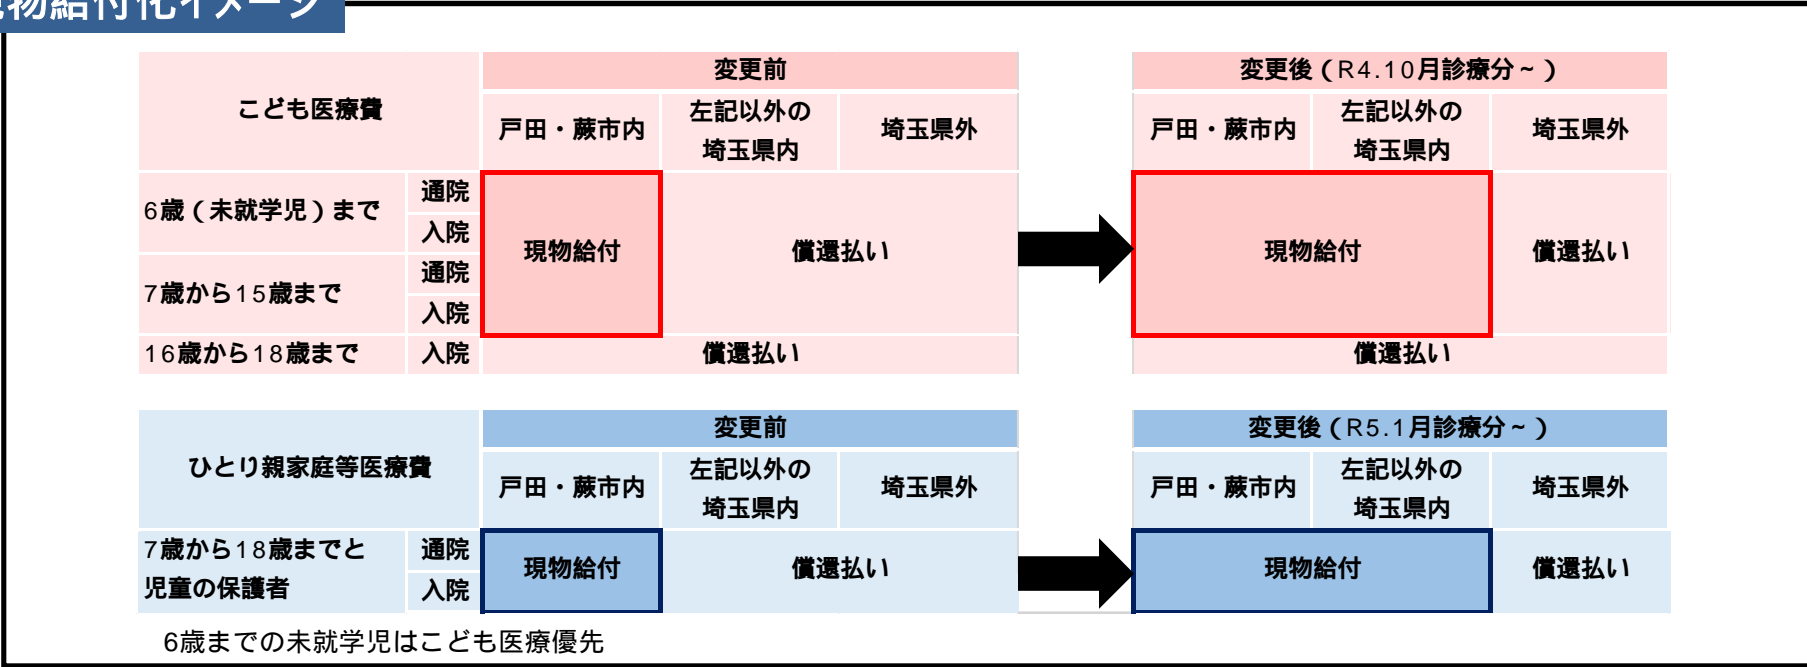 現物給付化イメージ
こども医療費
変更前
戸田・蕨市内
左記以外の
埼玉県内
埼玉県外
変更後（R4.10月診療分～）
戸田・蕨市内
左記以外の
埼玉県内
埼玉県外
6歳（未就学児）まで
通院
入院
7歳から15歳まで
通院
入院
現物給付
償還払い
現物給付
償還払い
16歳から18歳まで
入院
償還払い
償還払い
ひとり親家庭等医療費
変更前
戸田・蕨市内
左記以外の
埼玉県内
埼玉県外
変更後（R5.1月診療分～）
戸田・蕨市内
左記以外の
埼玉県内
埼玉県外
7歳から18歳までと
児童の保護者
通院
入院
現物給付
償還払い
現物給付
償還払い
6歳までの未就学児はこども医療優先